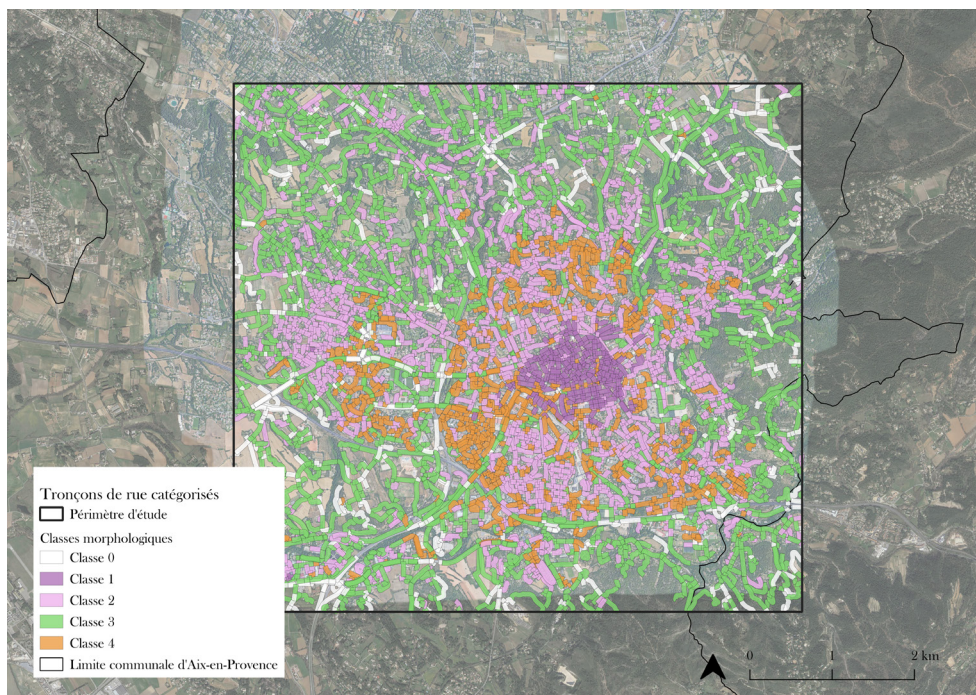 Tronçons de rue catégorisés
Périmètre d'étude
Classes morphologiques
Classe 0
Classe 1
Classe 2
Classe 3
Classe 4
Limite communale d'Aix-en-Provence
0 1 2 km